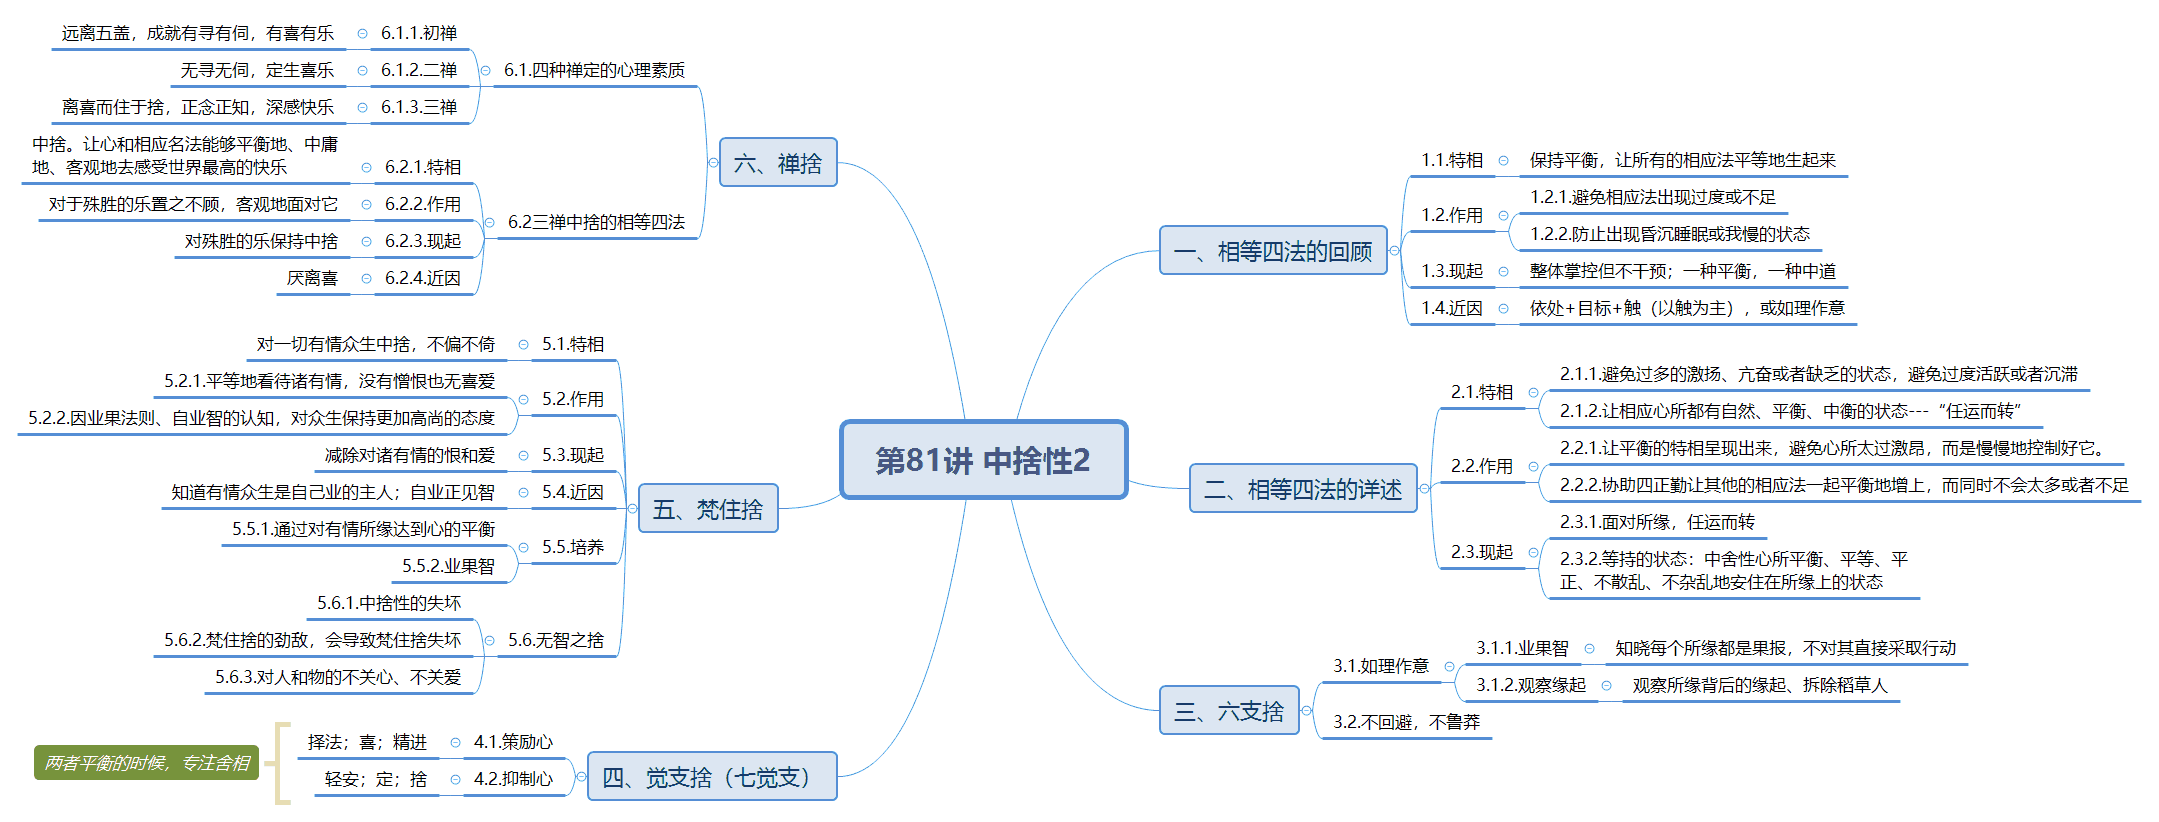 第81讲 中捨性2
一、相等四法的回顾
1.1.特相
保持平衡，让所有的相应法平等地生起来
1.2.作用
1.2.1.避免相应法出现过度或不足
1.2.2.防止出现昏沉睡眠或我慢的状态
1.3.现起
整体掌控但不干预；一种平衡，一种中道
1.4.近因
依处+目标+触（以触为主），或如理作意
二、相等四法的详述
2.1.特相
2.1.1.避免过多的激扬、亢奋或者缺乏的状态，避免过度活跃或者沉滞
2.1.2.让相应心所都有自然、平衡、中衡的状态---“任运而转”
2.2.作用
2.2.1.让平衡的特相呈现出来，避免心所太过激昂，而是慢慢地控制好它。
2.2.2.协助四正勤让其他的相应法一起平衡地增上，而同时不会太多或者不足
2.3.现起
2.3.1.面对所缘，任运而转
2.3.2.等持的状态：中舍性心所平衡、平等、平
正、不散乱、不杂乱地安住在所缘上的状态
三、六支捨
3.1.如理作意
3.1.1.业果智
知晓每个所缘都是果报，不对其直接采取行动
3.1.2.观察缘起
观察所缘背后的缘起、拆除稻草人
3.2.不回避，不鲁莽
四、觉支捨（七觉支）
4.1.策励心
择法；喜；精进
4.2.抑制心
轻安；定；捨
两者平衡的时候，专注舍相
五、梵住捨
5.1.特相
对一切有情众生中捨，不偏不倚
5.2.作用
5.2.1.平等地看待诸有情，没有憎恨也无喜爱
5.2.2.因业果法则、自业智的认知，对众生保持更加高尚的态度
5.3.现起
减除对诸有情的恨和爱
5.4.近因
知道有情众生是自己业的主人；自业正见智
5.5.培养
5.5.1.通过对有情所缘达到心的平衡
5.5.2.业果智
5.6.无智之捨
5.6.1.中捨性的失坏
5.6.2.梵住捨的劲敌，会导致梵住捨失坏
5.6.3.对人和物的不关心、不关爱
六、禅捨
6.1.四种禅定的心理素质
6.1.1.初禅
远离五盖，成就有寻有伺，有喜有乐
6.1.2.二禅
无寻无伺，定生喜乐
6.1.3.三禅
离喜而住于捨，正念正知，深感快乐
6.2三禅中捨的相等四法
6.2.1.特相
中捨。让心和相应名法能够平衡地、中庸
地、客观地去感受世界最高的快乐
6.2.2.作用
对于殊胜的乐置之不顾，客观地面对它
6.2.3.现起
对殊胜的乐保持中捨
6.2.4.近因
厌离喜